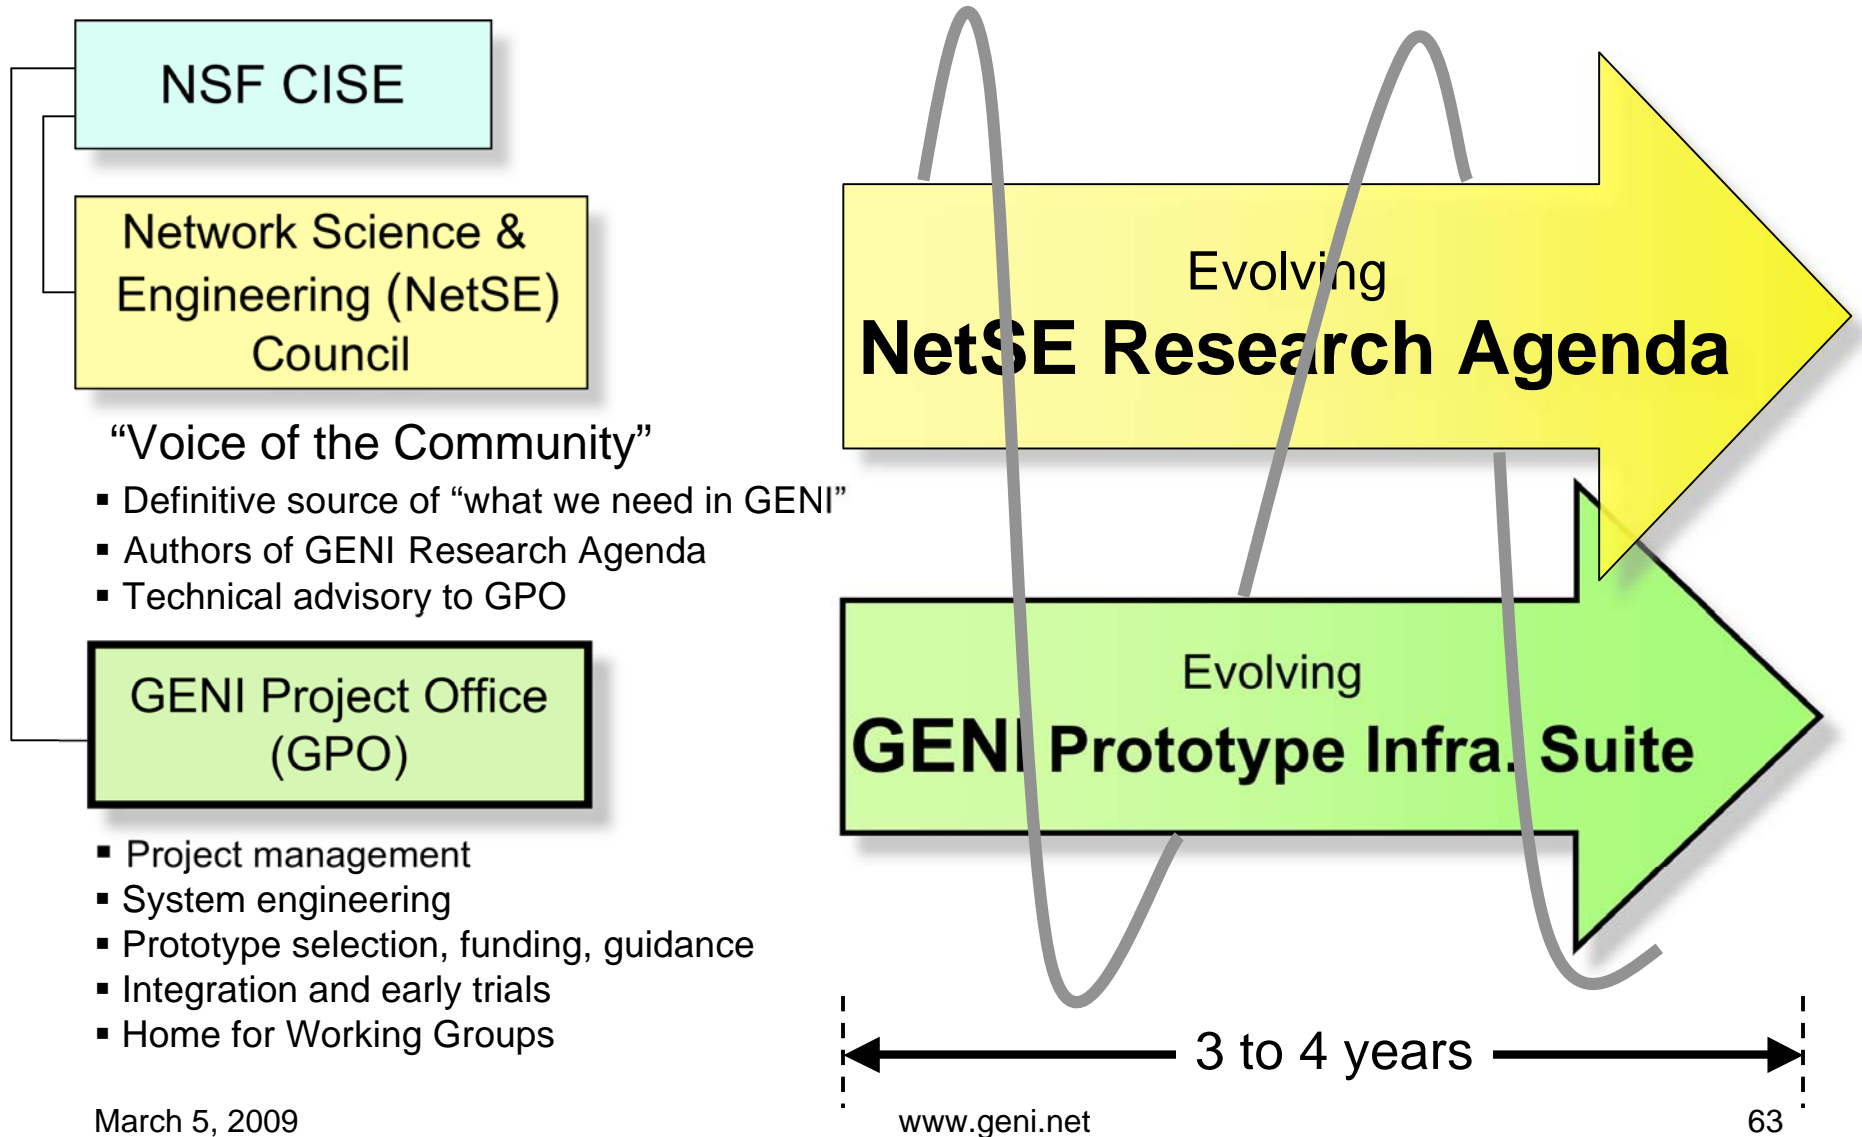 NSF CISE
Network Science &
Engineering (NetSE)
Council
“Voice of the Community”
▪ Definitive source of “what we need in GENI”
▪ Authors of GENI Research Agenda
▪ Technical advisory to GPO
GENI Project Office
(GPO)
▪ Project management
▪ System engineering
▪ Prototype selection, funding, guidance
▪ Integration and early trials
▪ Home for Working Groups
Evolving
NetSE Research Agenda
Evolving
GENI Prototype Infra. Suite
3 to 4 years
March 5, 2009
www.geni.net
63